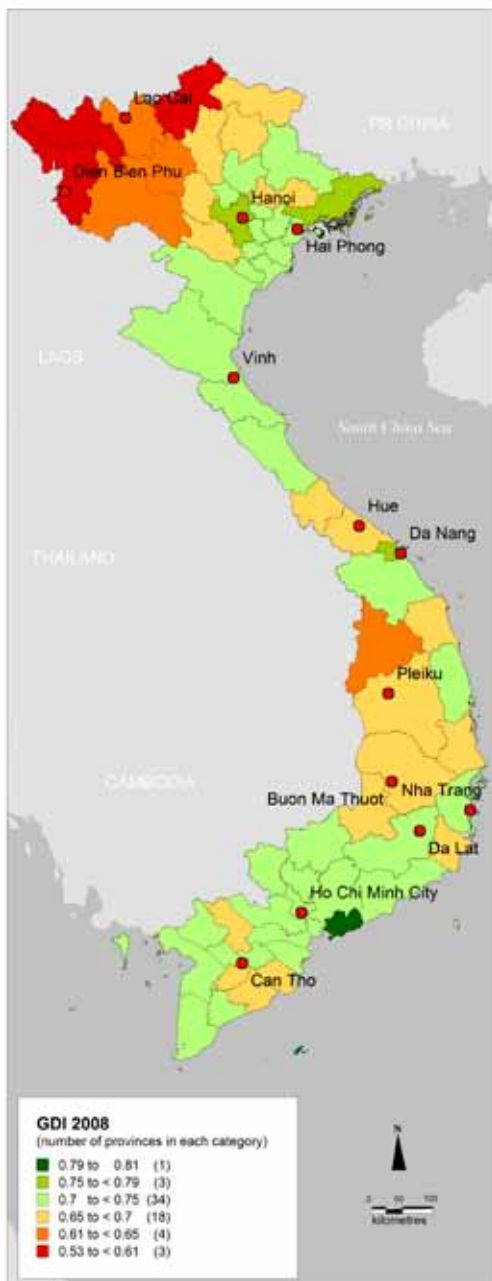 Lao Cai
PR CHINA
Dien Bien Phu
Hanoi
Hai Phong
LAOS
Vinh
South China Sea
Hue
Da Nang
THAILAND
Pleiku
CAMBODIA
Nha Trang
Buon Ma Thuot
Da Lat
Ho Chi Minh City
Can Tho
GDI 2008
(number of provinces in each category)
0.79 to 0.81 (1)
0.75 to < 0.79 (3)
0.7 to < 0.75 (34)
0.65 to < 0.7 (18)
0.61 to < 0.65 (4)
0.53 to < 0.61 (3)
N
0 50 100
kilometres